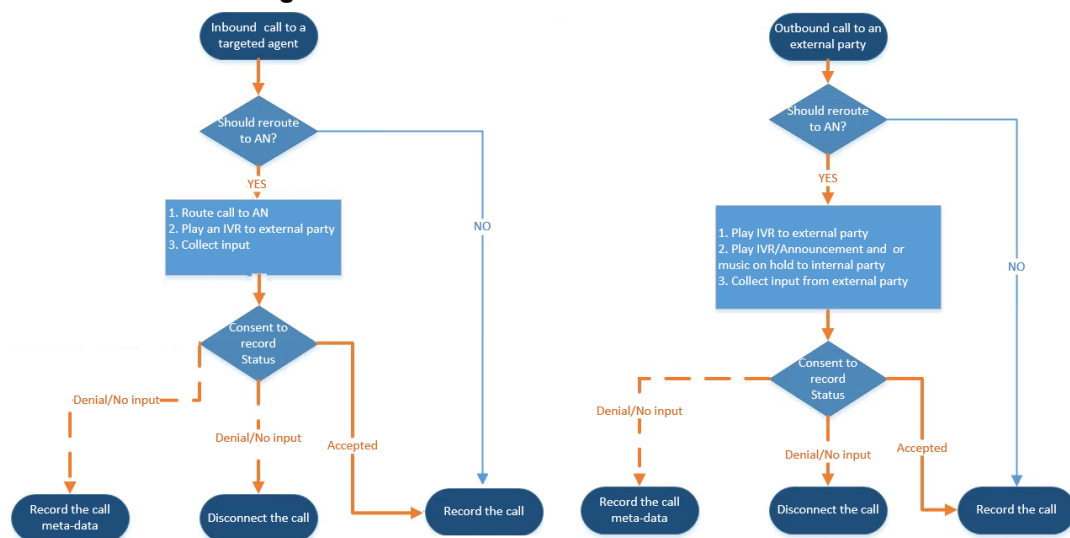 Inbound call to a
targeted agent
Should reroute
to AN?
YES
1. Route call to AN
2. Play an IVR to external party
3. Collect input
NO
Consent to
record
Status
Denial/No input
Denial/No input
Accepted
Record the call
meta-data
Disconnect the call
Record the call
Outbound call to an
external party
Should reroute
to AN?
YES
1. Play IVR to external party
2. Play IVR/Announcement and or
music on hold to internal party
3. Collect input from external party
NO
Consent to
record
Status
Denial/No input
Denial/No input
Accepted
Record the call
meta-data
Disconnect the call
Record the call